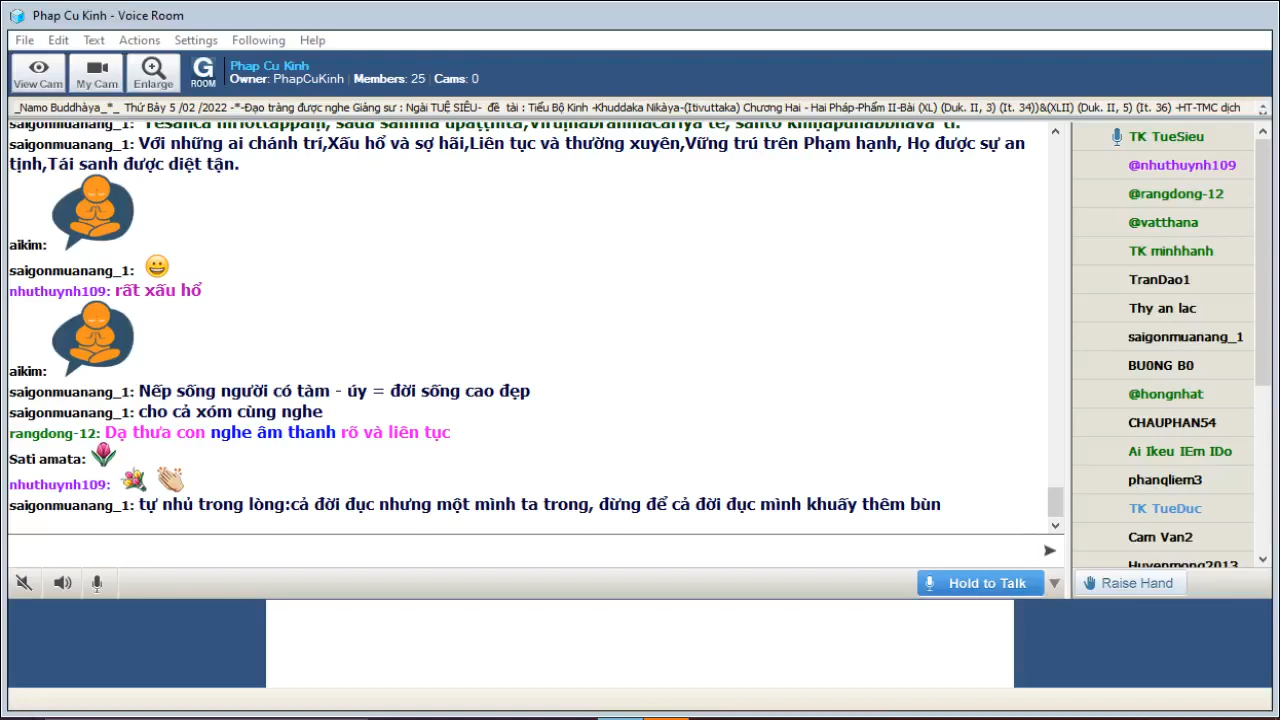 Phap Cu Kinh - Voice Room
File Edit Text Actions Settings Following Help
View Cam My Cam Enlarge G ROOM
Phap Cu Kinh
Owner: PhapCuKinh Members: 25 Cams: 0
_Namo Buddhàya_*_ Thứ Bảy 5 /02 /2022 -*-Đạo tràng được nghe Giảng sư : Ngài TUỆ SIÊU- đề tài : Tiểu Bộ Kinh -Khuddaka Nikàya-(Itivuttaka) Chương Hai - Hai Pháp-Phẩm II-Bài (XL) (Duk. II, 3) (It. 34))&(XLII) (Duk. II, 5) (It. 36) -HT-TMC dịch
saigonmuanang_1:
saigonmuanang_1: Với những ai chánh trí,Xấu hổ và sợ hãi,Liên tục và thường xuyên,Vững trú trên Phạm hạnh, Họ được sự an
tịnh,Tái sanh được diệt tận.
aikim:
saigonmuanang_1:
nhuthuynh109: rất xấu hổ
aikim:
saigonmuanang_1: Nếp sống người có tàm - úy = đời sống cao đẹp
saigonmuanang_1: cho cả xóm cùng nghe
rangdong-12: Dạ thưa con nghe âm thanh rõ và liên tục
Sati amata:
nhuthuynh109:
saigonmuanang_1: tự nhủ trong lòng:cả đời đục nhưng một mình ta trong, đừng để cả đời đục mình khuấy thêm bùn
Hold to Talk
TK TueSieu
@nhuthuynh109
@rangdong-12
@vatthana
TK minhhanh
TranDao1
Thy an lac
saigonmuanang_1
BU0NG B0
@hongnhat
CHAUPHAN54
Ai Ikeu IEm IDo
phanqliem3
TK TueDuc
Cam Van2
Huyenmong2013
Raise Hand